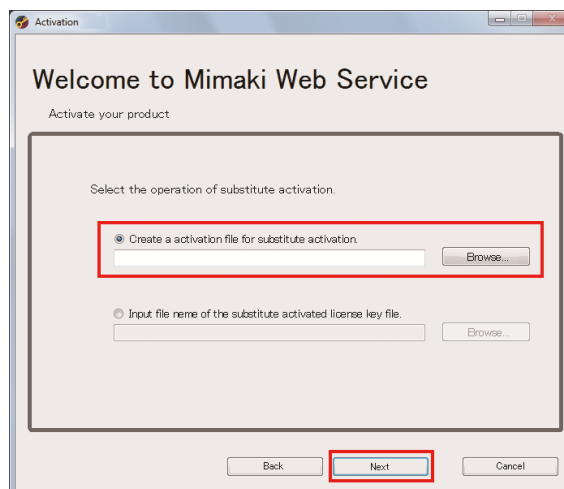 Activation
Welcome to Mimaki Web Service
Activate your product
Select the operation of substitute activation.
Create a activation file for substitute activation.
Browse...
Input file neme of the substitute activated license key file.
Browse...
Back Next Cancel